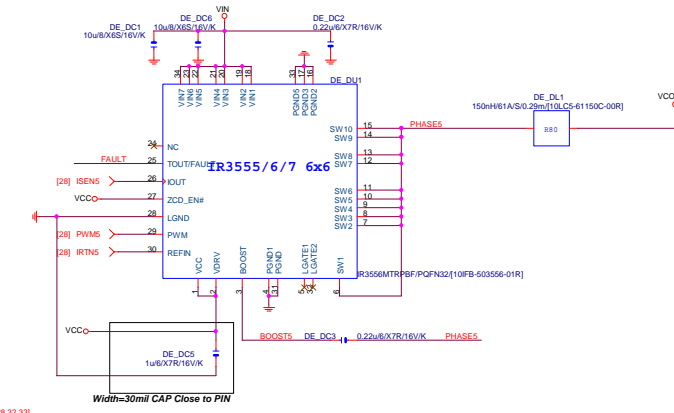 VIN
DE_DC1
10u/8/X6S/16V/K
DE_DC6
10u/8/X6S/16V/K
DE_DC2
0.22u/6/X7R/16V/K
34 23 22 21 20 19 18 33 17 16
VIN7 VIN6 VIN5 VIN4 VIN3 VIN2 VIN1 PGND5 PGND3 PGND2
DE_DU1
DE_DL1
150nH/61A/S/0.29m/[10LC5-61150C-00R]
R80
VCO
PHASE5
24 NC
FAULT 25 TOUT/FAULT
[28] ISEN5 26 IOUT
VCC 27 ZCD_EN#
28 LGND
[28] PWM5 29 PWM
[28] IRTN5 30 REFIN
IR3555/6/7 6x6
SW10 15
SW9 14
SW8 13
SW7 12
SW6 11
SW5 10
SW4 9
SW3 8
SW2 7
VCC VDRV BOOST PGND1 PGND LGATE1 LGATE2 SW1
1 2 3 4 31 5 32 6
IR3556MTRPBF/PQFN32/[10IFB-503556-01R]
VCC
BOOST5
DE_DC3
0.22u/6/X7R/16V/K
PHASE5
DE_DC5
1u/6/X7R/16V/K
Width=30mil CAP Close to PIN